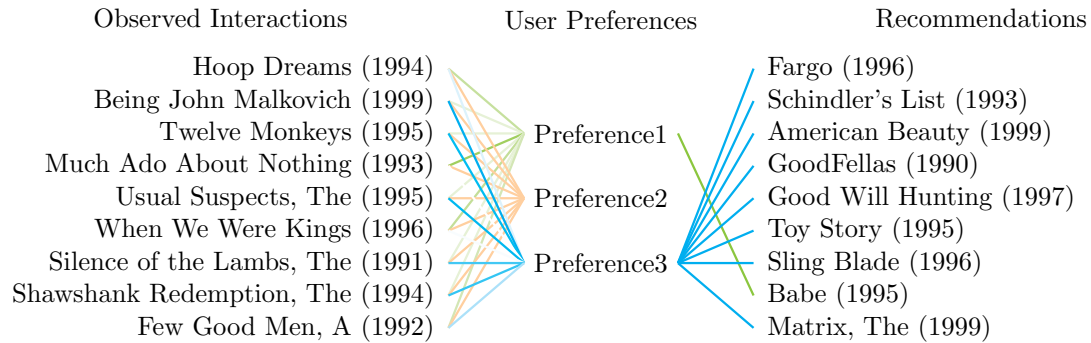 Observed Interactions
User Preferences
Recommendations
Hoop Dreams (1994)
Being John Malkovich (1999)
Twelve Monkeys (1995)
Much Ado About Nothing (1993)
Usual Suspects, The (1995)
When We Were Kings (1996)
Silence of the Lambs, The (1991)
Shawshank Redemption, The (1994)
Few Good Men, A (1992)
Preference1
Preference2
Preference3
Fargo (1996)
Schindler's List (1993)
American Beauty (1999)
GoodFellas (1990)
Good Will Hunting (1997)
Toy Story (1995)
Sling Blade (1996)
Babe (1995)
Matrix, The (1999)